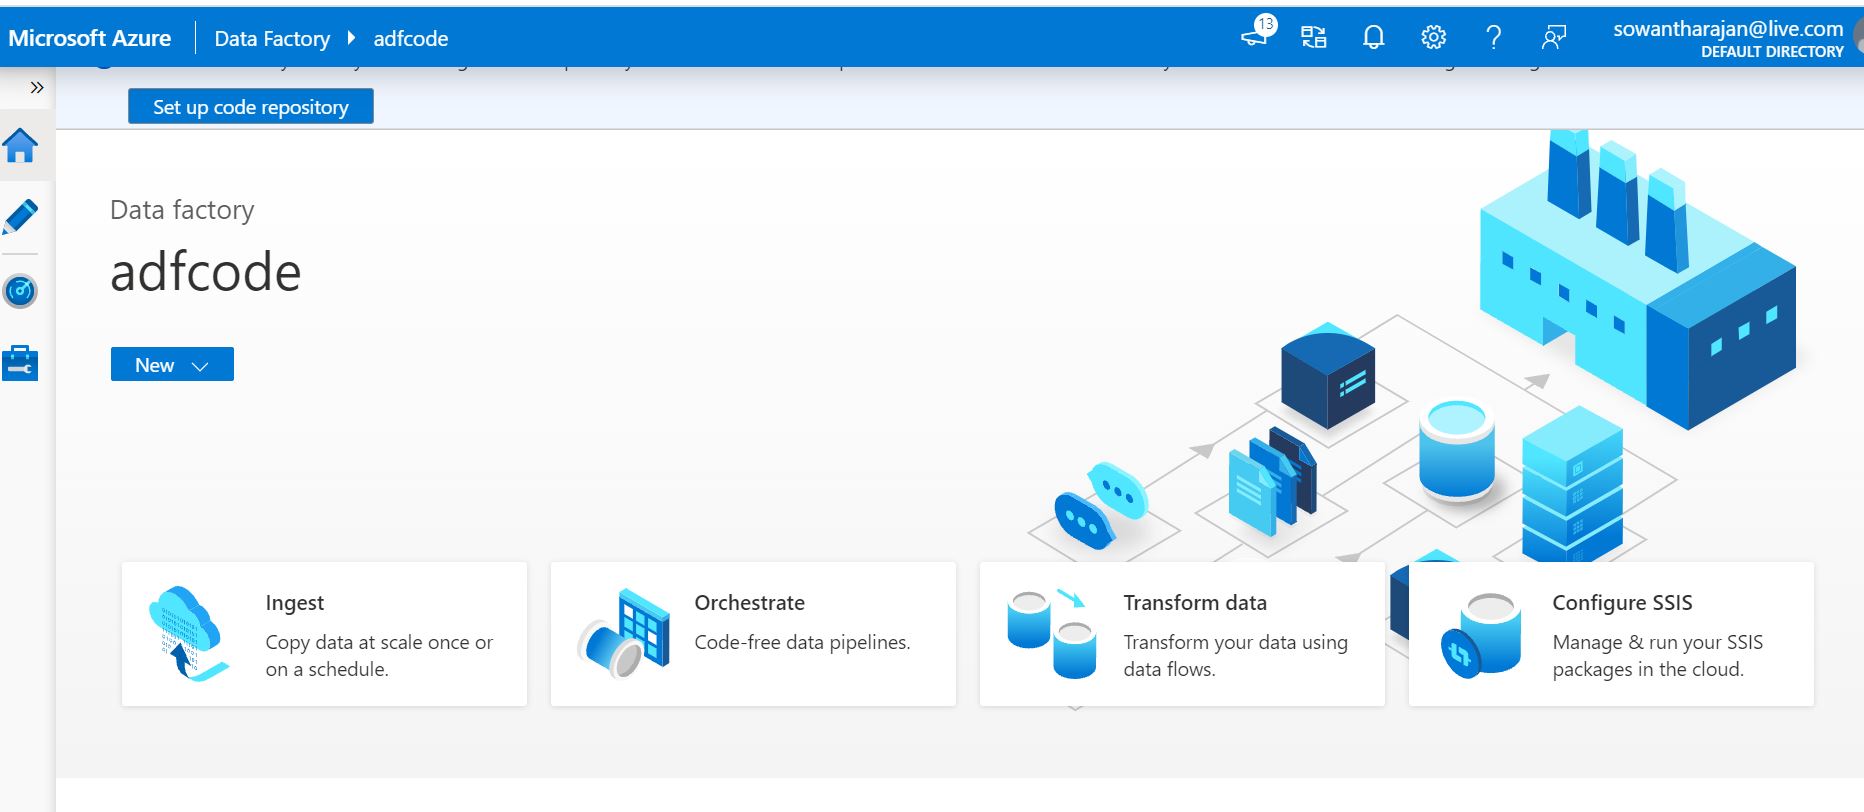 Microsoft Azure
Data Factory
adfcode
13
sowantharajan@live.com
DEFAULT DIRECTORY
Set up code repository
Data factory
adfcode
New
Ingest
Copy data at scale once or
on a schedule.
Orchestrate
Code-free data pipelines.
Transform data
Transform your data using
data flows.
Configure SSIS
Manage & run your SSIS
packages in the cloud.